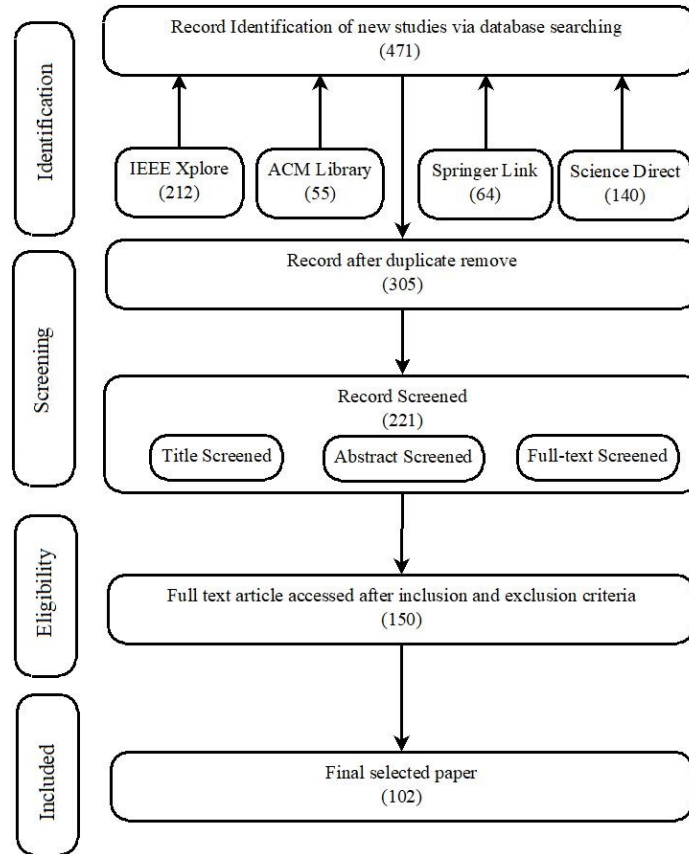 Identification
Record Identification of new studies via database searching
(471)
IEEE Xplore
(212)
ACM Library
(55)
Springer Link
(64)
Science Direct
(140)
Screening
Record after duplicate remove
(305)
Record Screened
(221)
Title Screened
Abstract Screened
Full-text Screened
Eligibility
Full text article accessed after inclusion and exclusion criteria
(150)
Included
Final selected paper
(102)